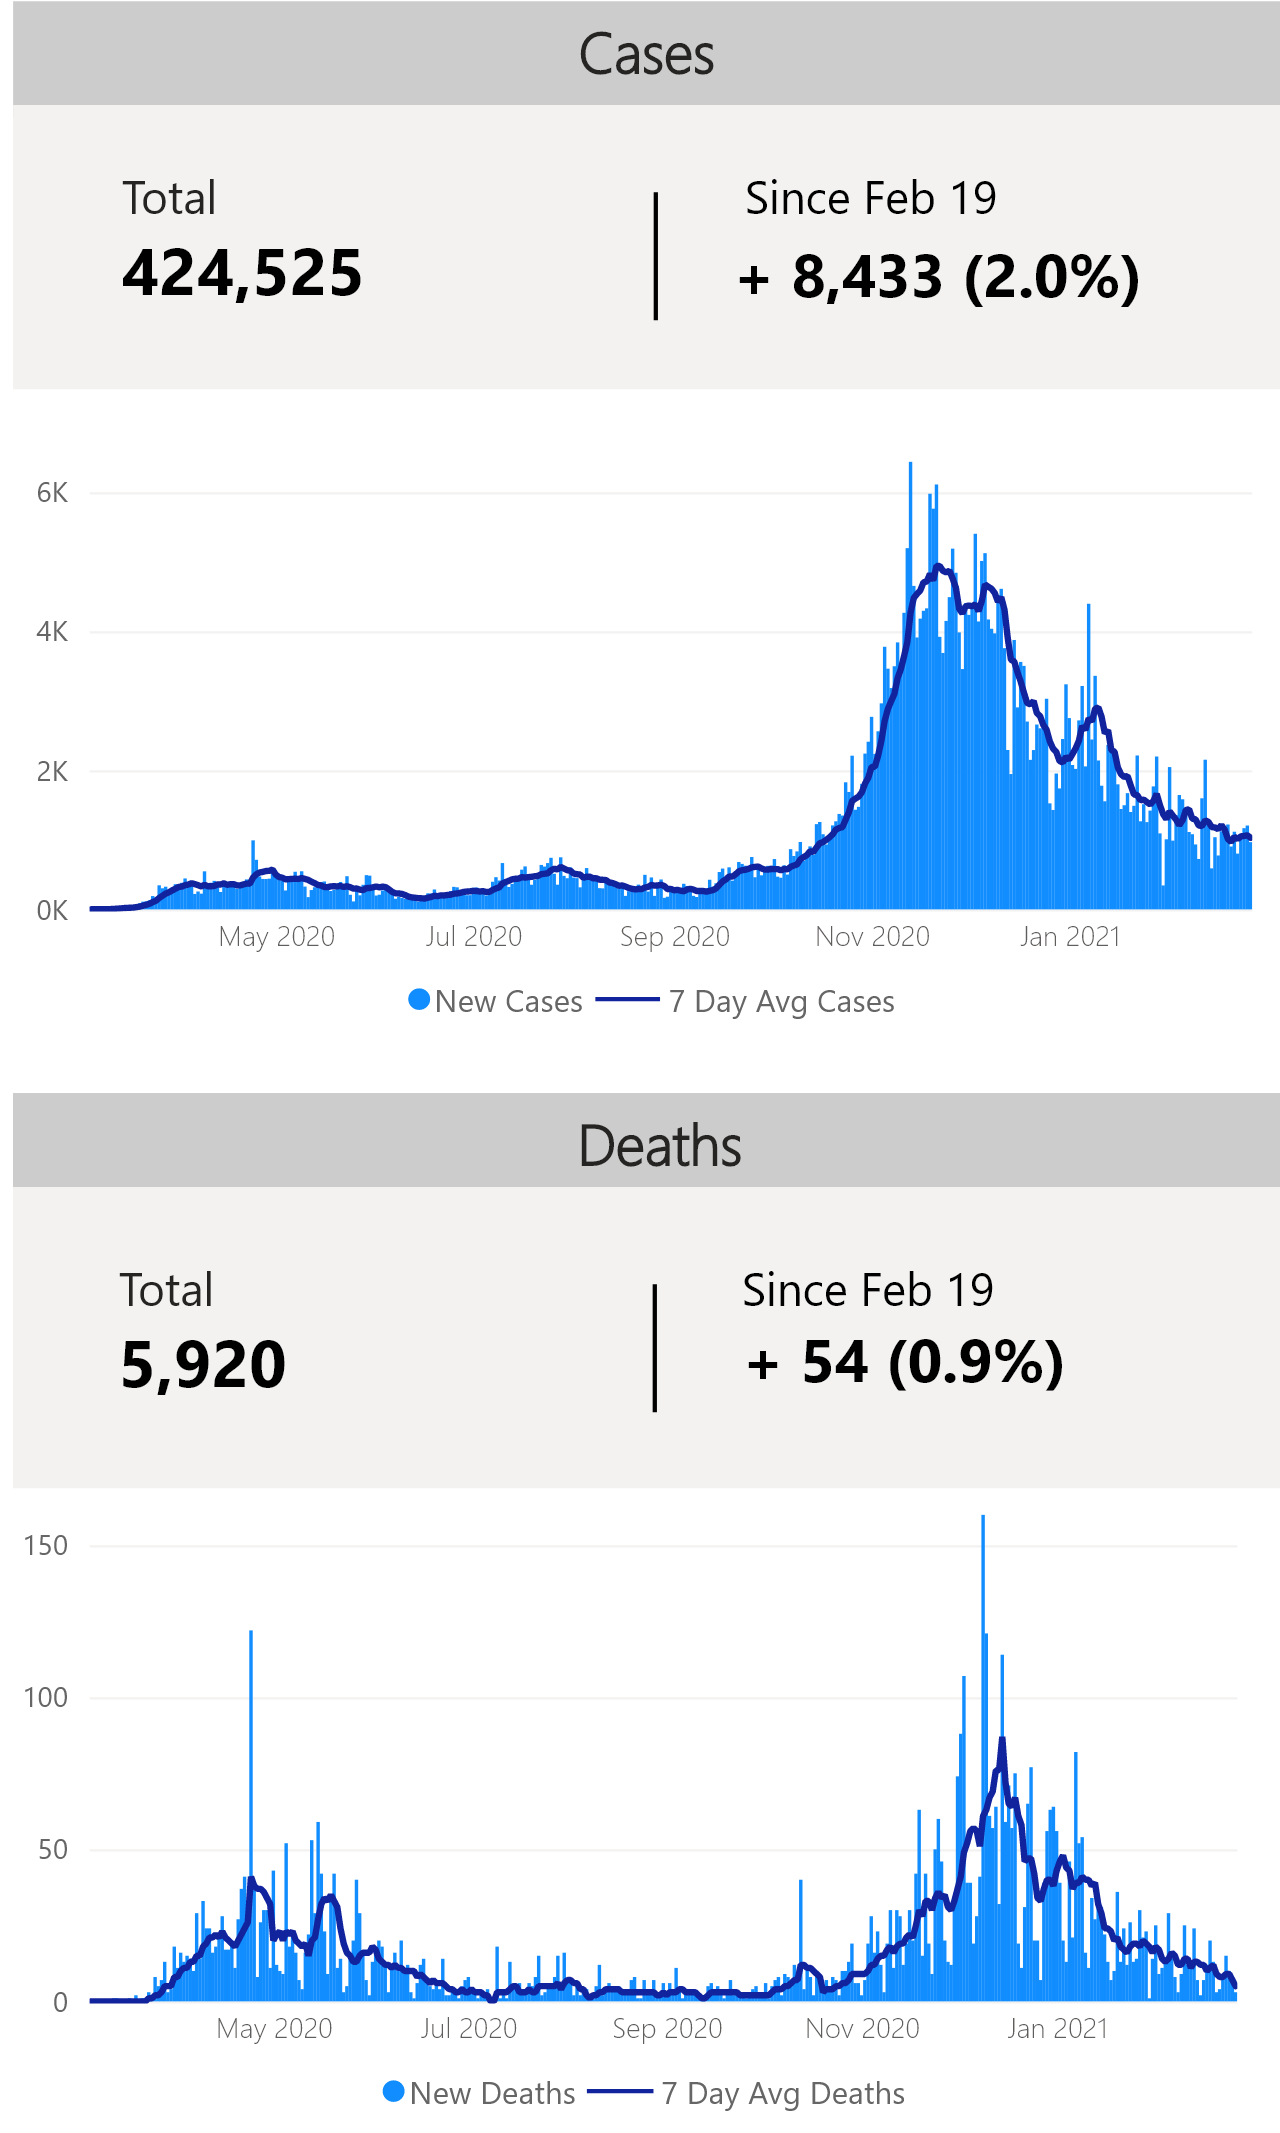 Cases
Total
Since Feb 19
424,525
+ 8,433 (2.0%)
6K
4K
2K
0K
May 2020
Jul 2020
Sep 2020
Nov 2020
Jan 2021
New Cases
7 Day Avg Cases
Deaths
Total
Since Feb 19
5,920
+ 54 (0.9%)
150
100
50
0
May 2020
Jul 2020
Sep 2020
Nov 2020
Jan 2021
New Deaths
7 Day Avg Deaths